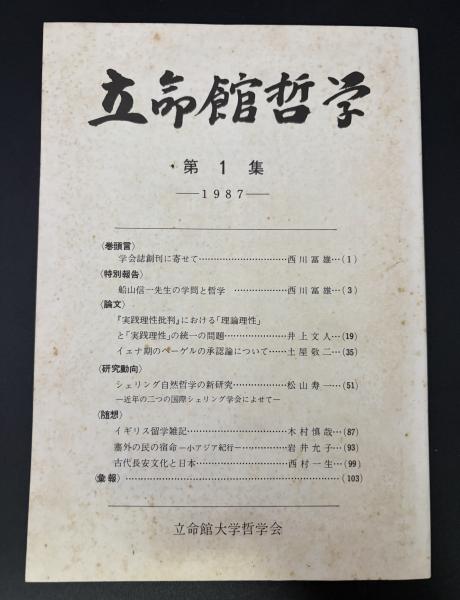 立命館哲学
第1集
—1987—
〈巻頭言〉
学会誌創刊に寄せて…………………………西川冨雄…(1)
〈特別報告〉
船山信一先生の学問と哲学 ………………西川冨雄…(3)
〈論文〉
『実践理性批判』における「理論理性」
と「実践理性」の統一の問題………………井上文人…(19)
イェナ期のヘーゲルの承認論について……土屋敬二…(35)
〈研究動向〉
シェリング自然哲学の新研究………………松山寿一…(51)
—近年の二つの国際シェリング学会によせて—
〈随想〉
イギリス留学雑記……………………………木村慎哉…(87)
塞外の民の宿命—小アジア紀行—…………岩井允子…(93)
古代長安文化と日本…………………………西村一生…(99)
〈彙報〉…………………………………………………………(103)
立命館大学哲学会